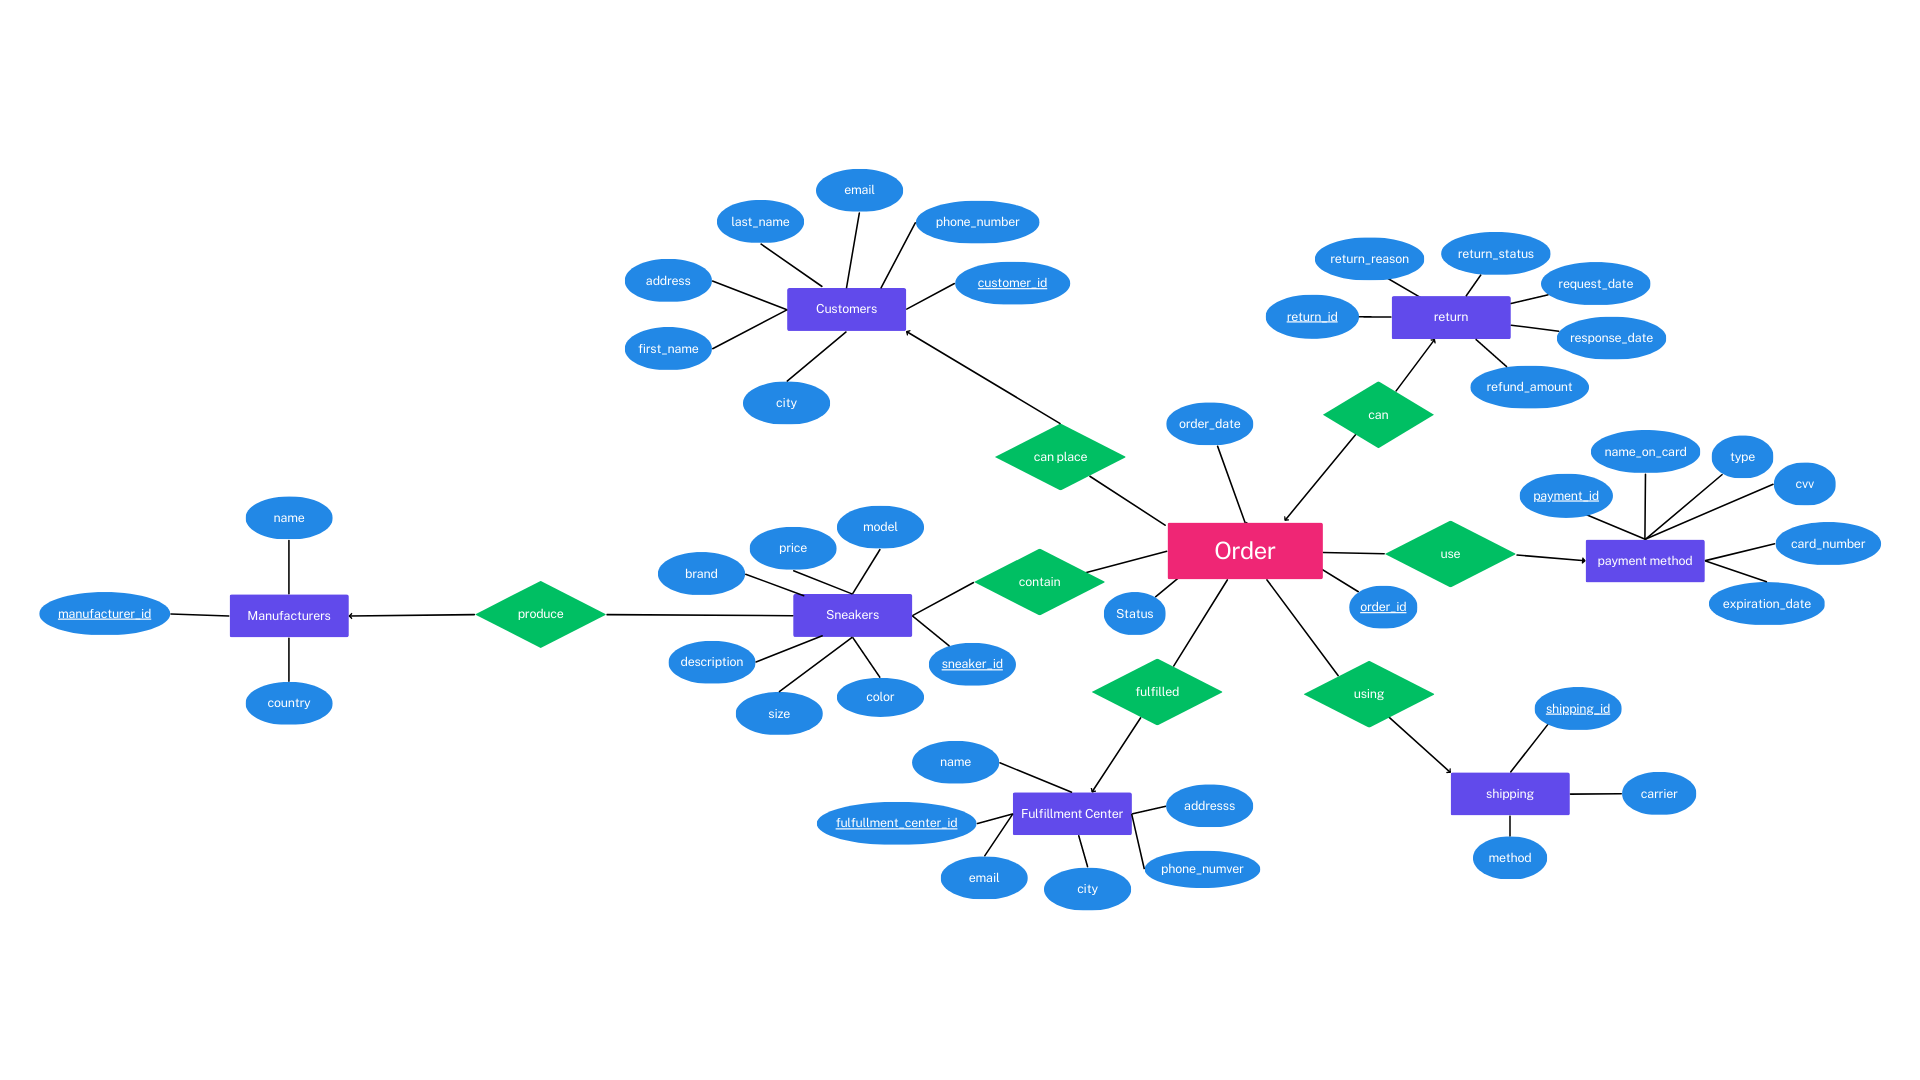 email
last_name
phone_number
address
customer_id
Customers
first_name
city
can place
return_reason
return_status
request_date
return_id
return
response_date
refund_amount
can
order_date
Order
Status
order_id
name_on_card
type
cvv
payment_id
use
payment method
card_number
expiration_date
name
manufacturer_id
Manufacturers
country
produce
model
price
brand
Sneakers
description
size
color
sneaker_id
contain
fulfilled
using
shipping_id
shipping
carrier
method
name
fulfullment_center_id
Fulfillment Center
addresss
email
city
phone_numver